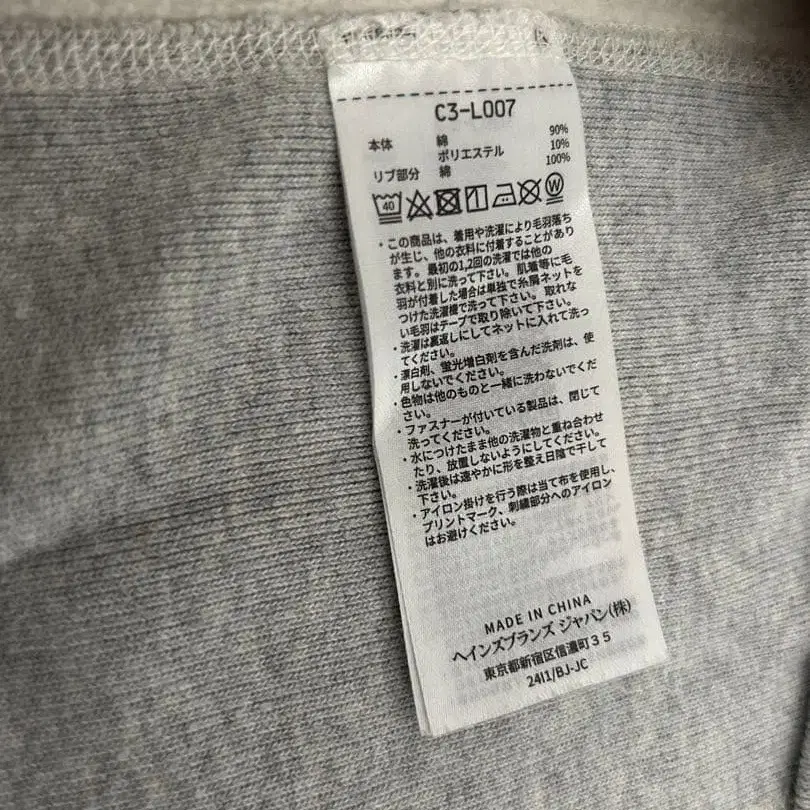 C3-L007
本体 綿 90%
ポリエステル 10%
リブ部分 綿 100%
40 W
・この商品は、着用や洗濯により毛羽落ち
が生じ、他の衣料に付着することがあり
ます。最初の1,2回の洗濯では他の
衣料と別に洗って下さい。肌着等に毛
羽が付着した場合は単独で糸屑ネットを
つけた洗濯機で洗って下さい。取れな
い毛羽はテープで取り除いて下さい。
・洗濯は裏返しにしてネットに入れて洗っ
てください。
・漂白剤、蛍光増白剤を含んだ洗剤は、使
用しないでください。
・色物は他のものと一緒に洗わないでくだ
さい。
・ファスナーが付いている製品は、閉じて
洗ってください。
・水につけたまま他の洗濯物と重ね合わせ
たり、放置しないようにしてください。
・洗濯後は速やかに形を整え日陰で干して
下さい。
・アイロン掛けを行う際は当て布を使用し、
プリントマーク、刺繍部分へのアイロン
はお避けください。
MADE IN CHINA
ヘインズブランズ ジャパン(株)
東京都新宿区信濃町35
24I1/BJ-JC